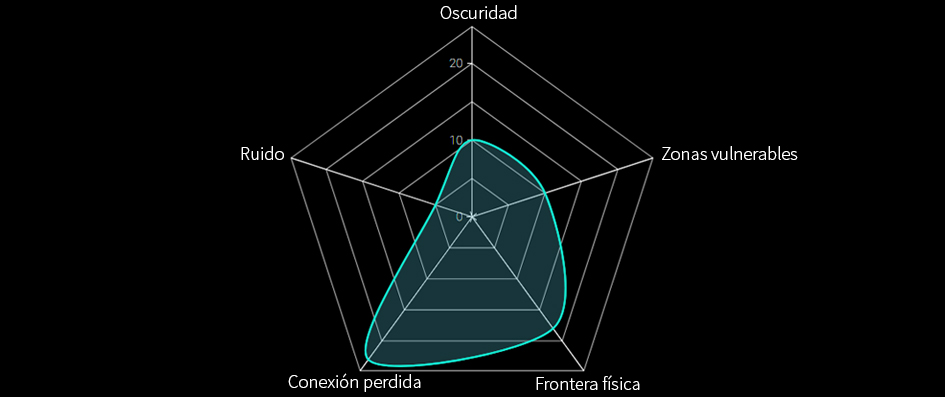 Oscuridad
20
10
Ruido
Zonas vulnerables
0
Conexión perdida
Frontera física